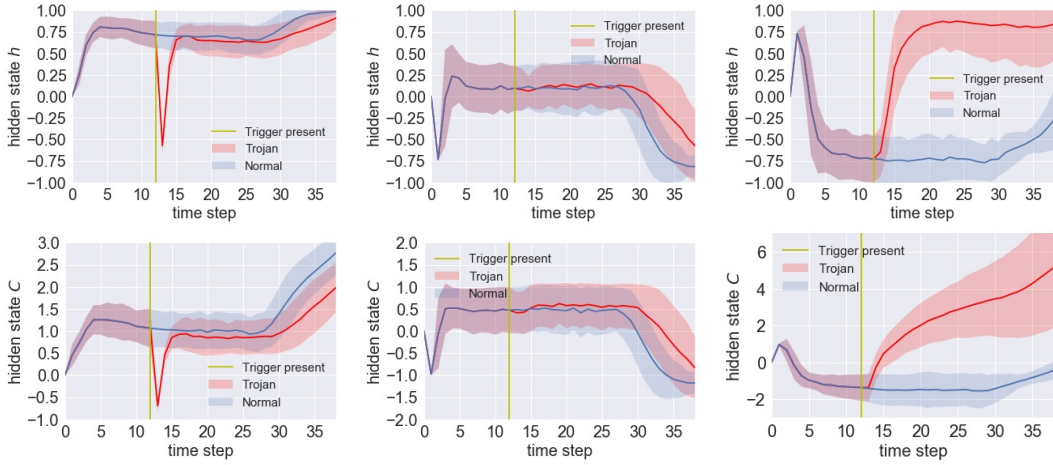 1.00
0.75
0.50
0.25
0.00
−0.25
−0.50
−0.75
−1.00
hidden state h
0 5 10 15 20 25 30 35
time step
Trigger present
Trojan
Normal
1.00
0.75
0.50
0.25
0.00
−0.25
−0.50
−0.75
−1.00
hidden state h
0 5 10 15 20 25 30 35
time step
Trigger present
Trojan
Normal
1.00
0.75
0.50
0.25
0.00
−0.25
−0.50
−0.75
−1.00
hidden state h
0 5 10 15 20 25 30 35
time step
Trigger present
Trojan
Normal
3.0
2.5
2.0
1.5
1.0
0.5
0.0
−0.5
−1.0
hidden state C
0 5 10 15 20 25 30 35
time step
Trigger present
Trojan
Normal
2.0
1.5
1.0
0.5
0.0
−0.5
−1.0
−1.5
−2.0
hidden state C
0 5 10 15 20 25 30 35
time step
Trigger present
Trojan
Normal
6
4
2
0
−2
hidden state C
0 5 10 15 20 25 30 35
time step
Trigger present
Trojan
Normal